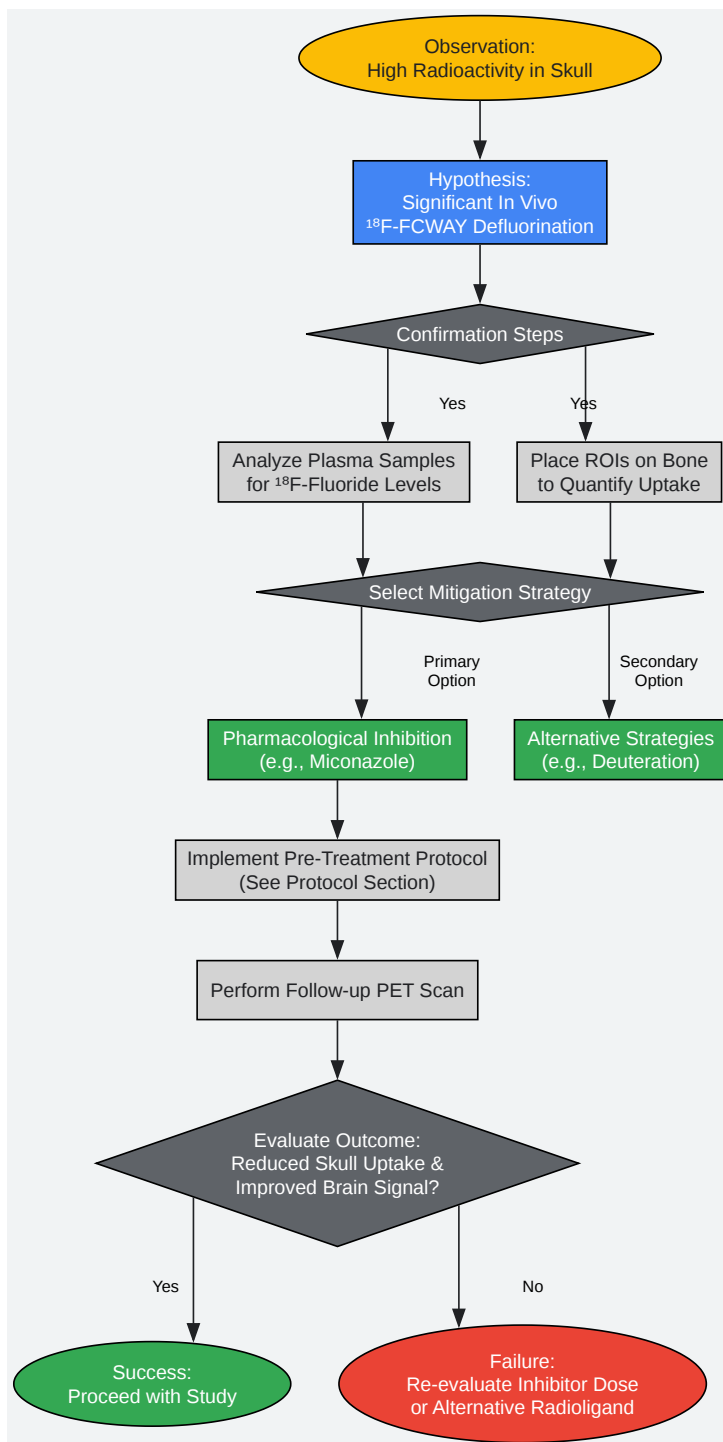 Observation:
High Radioactivity in Skull
Hypothesis:
Significant In Vivo
¹⁸F-FCWAY Defluorination
Confirmation Steps
Yes
Yes
Analyze Plasma Samples
for ¹⁸F-Fluoride Levels
Place ROIs on Bone
to Quantify Uptake
Select Mitigation Strategy
Primary
Option
Secondary
Option
Pharmacological Inhibition
(e.g., Miconazole)
Alternative Strategies
(e.g., Deuteration)
Implement Pre-Treatment Protocol
(See Protocol Section)
Perform Follow-up PET Scan
Evaluate Outcome:
Reduced Skull Uptake &
Improved Brain Signal?
Yes
No
Success:
Proceed with Study
Failure:
Re-evaluate Inhibitor Dose
or Alternative Radioligand